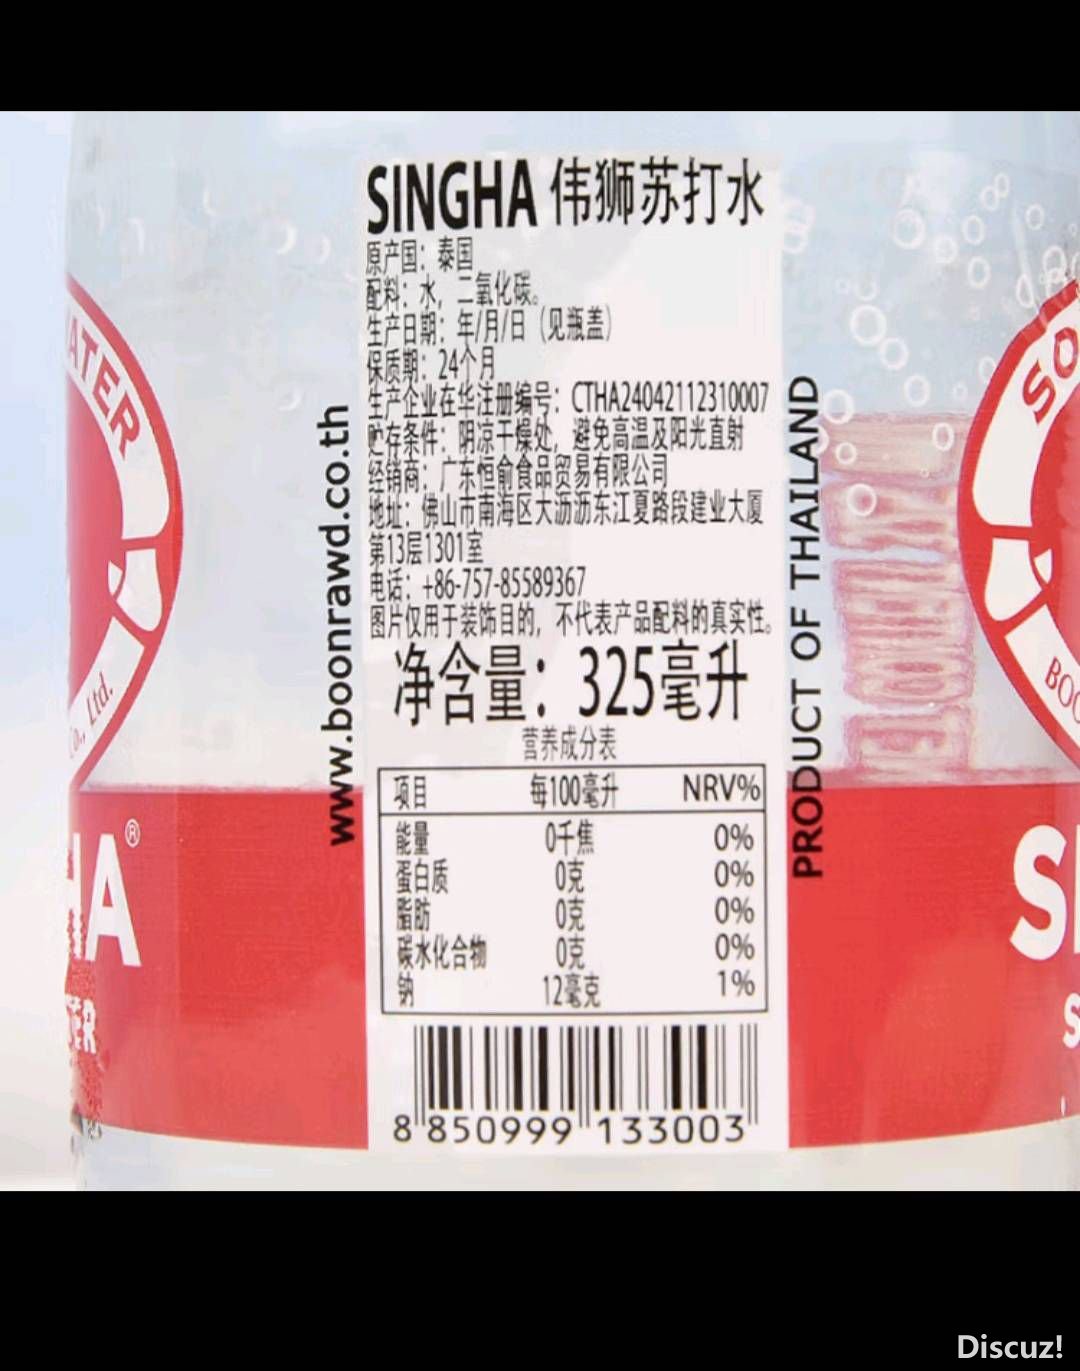 SINGHA 伟狮苏打水
原产国：泰国
配料：水，二氧化碳。
生产日期：年/月/日（见瓶盖）
保质期：24个月
生产企业在华注册编号：CTHA24042112310007
贮存条件：阴凉干燥处，避免高温及阳光直射
经销商：广东恒俞食品贸易有限公司
地址：佛山市南海区大沥沥东江夏路段建业大厦
第13层1301室
电话：+86-757-85589367
图片仅用于装饰目的，不代表产品配料的真实性。
净含量：325毫升
营养成分表
项目 每100毫升 NRV%
能量 0千焦 0%
蛋白质 0克 0%
脂肪 0克 0%
碳水化合物 0克 0%
钠 12毫克 1%
8 850999 133003
www.boonrawd.co.th
PRODUCT OF THAILAND
ATER
Co., Ltd.
HA®
ER
SO
BOO
SI
S
Discuz!